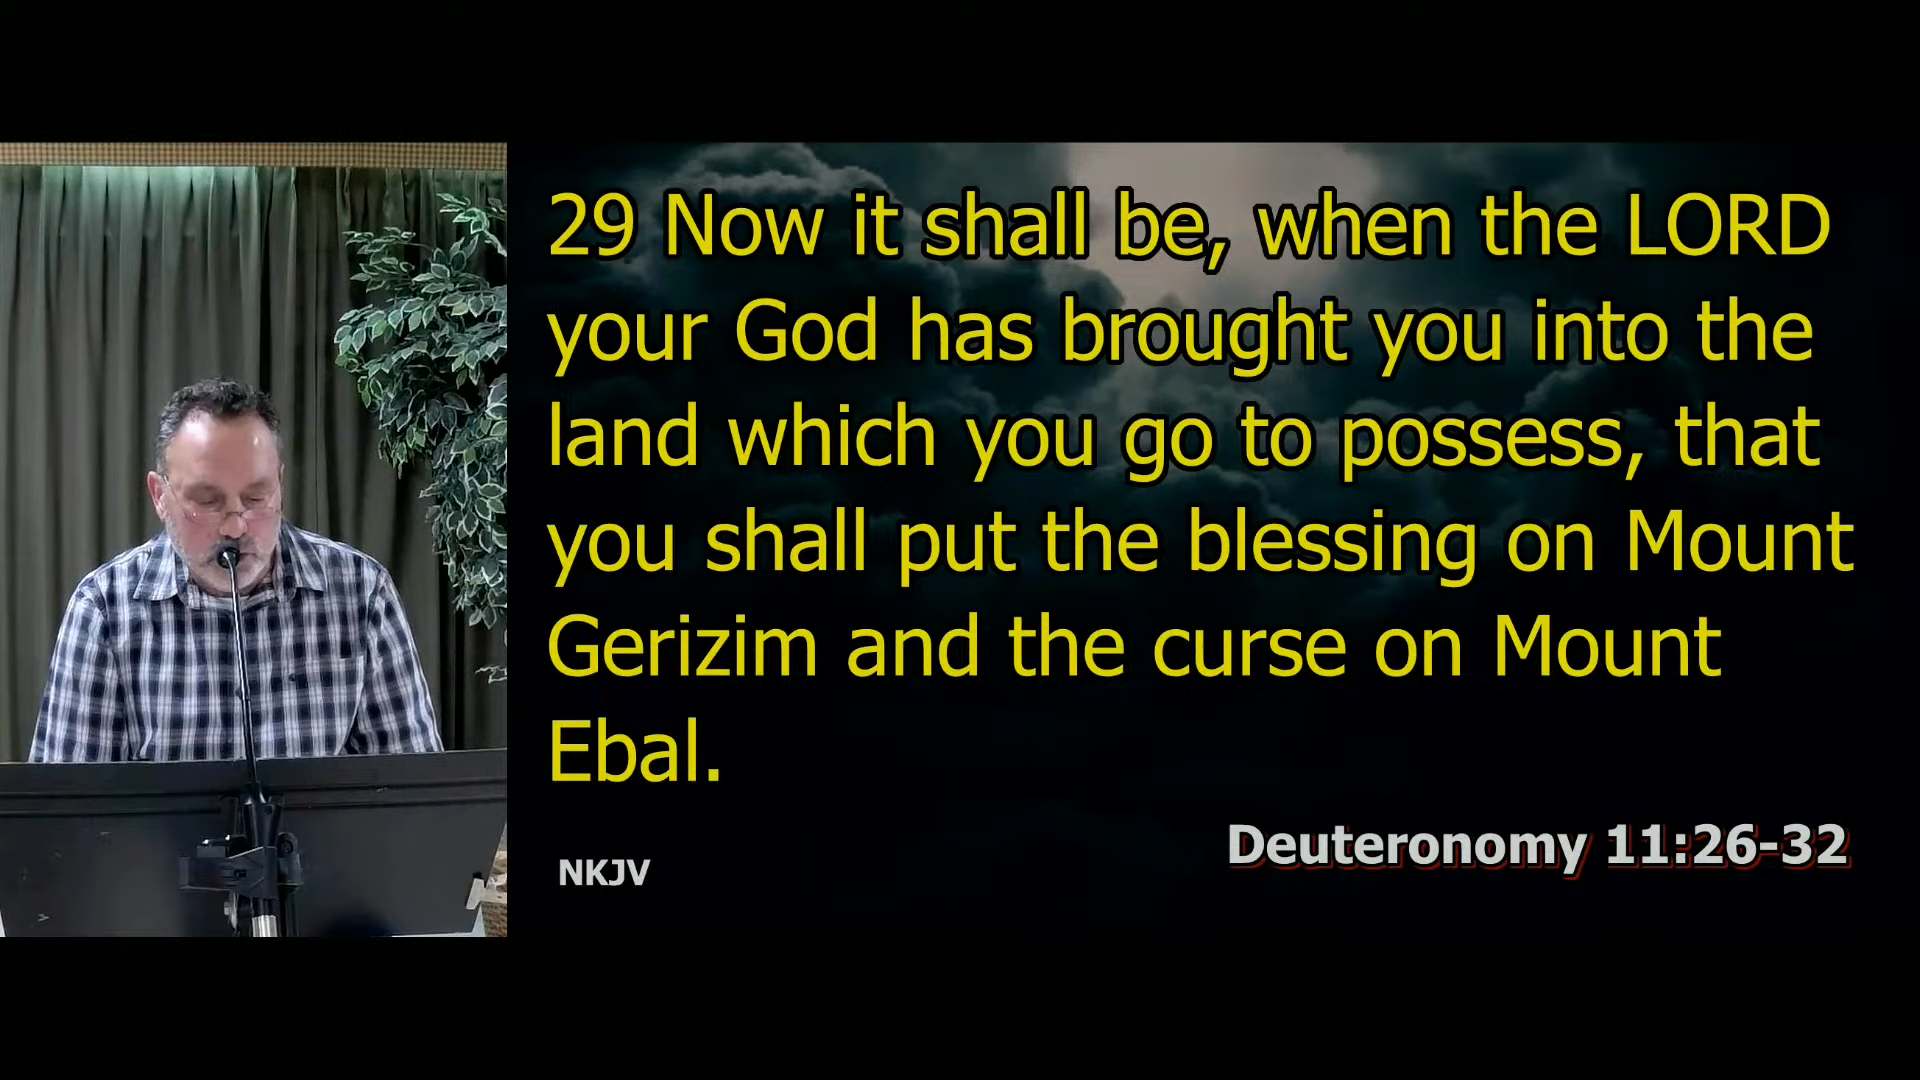 29 Now it shall be, when the LORD
your God has brought you into the
land which you go to possess, that
you shall put the blessing on Mount
Gerizim and the curse on Mount
Ebal.
Deuteronomy 11:26-32
NKJV